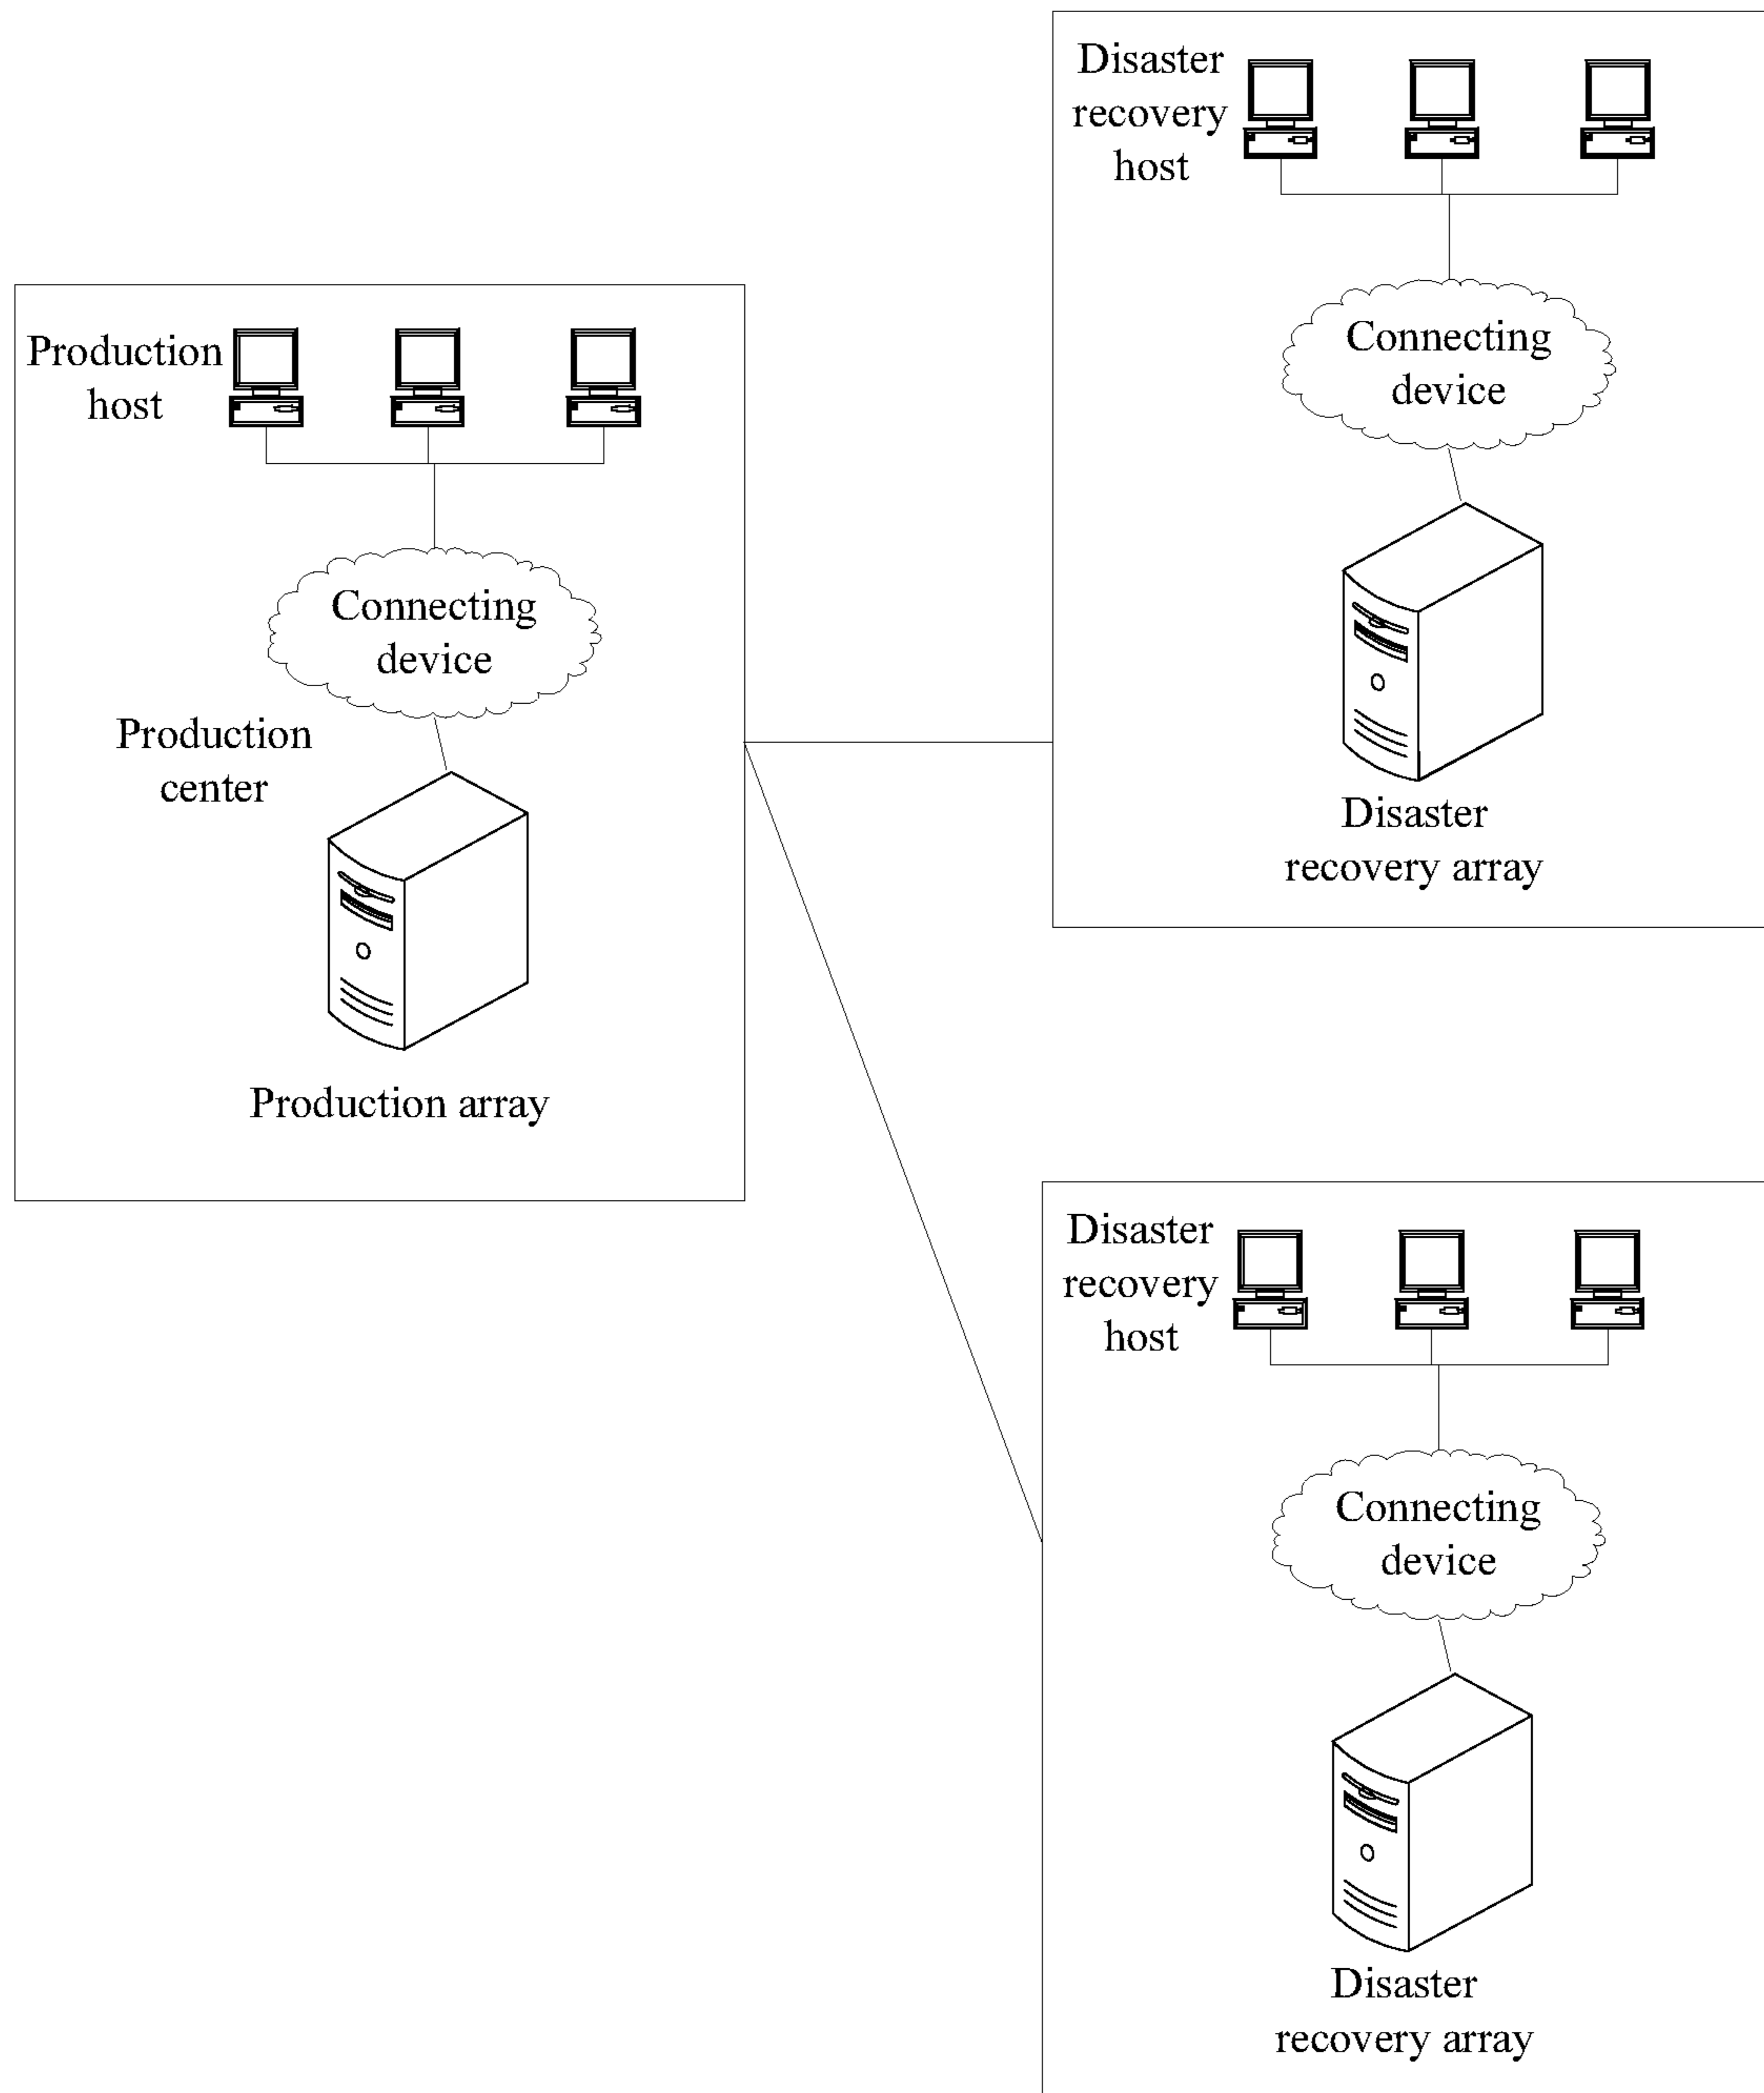 Production
host
Connecting
device
Production
center
Production array
Disaster
recovery
host
Connecting
device
Disaster
recovery array
Disaster
recovery
host
Connecting
device
Disaster
recovery array